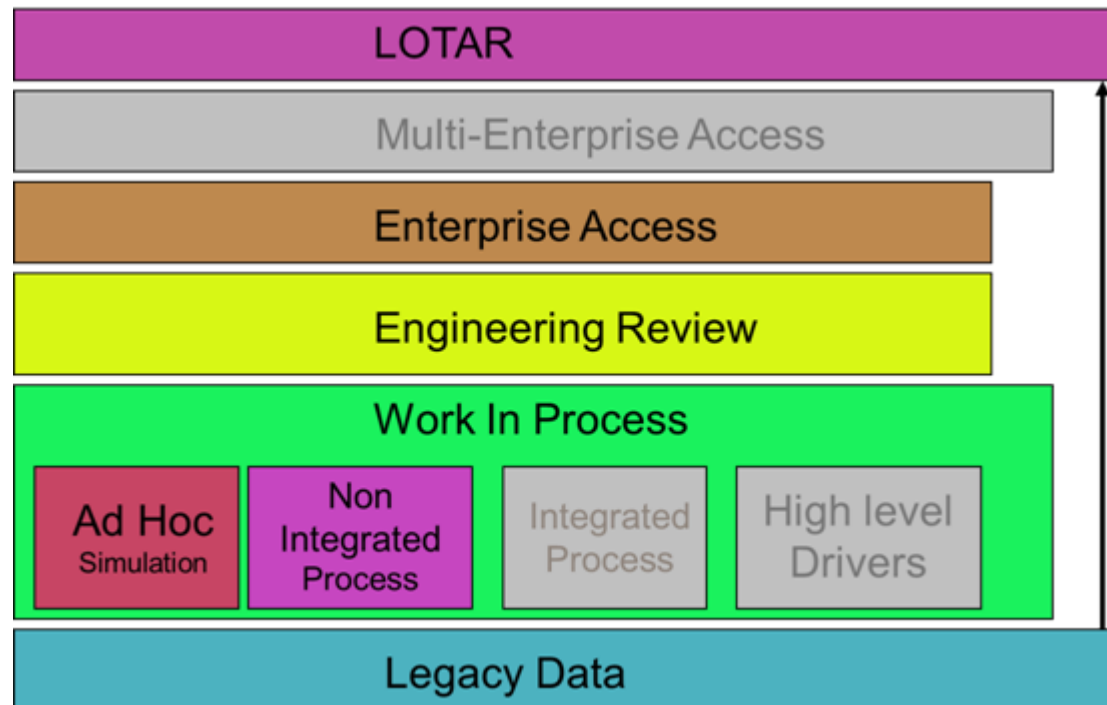 LOTAR
Multi-Enterprise Access
Enterprise Access
Engineering Review
Work In Process
Ad Hoc
Simulation
Non
Integrated
Process
Integrated
Process
High level
Drivers
Legacy Data